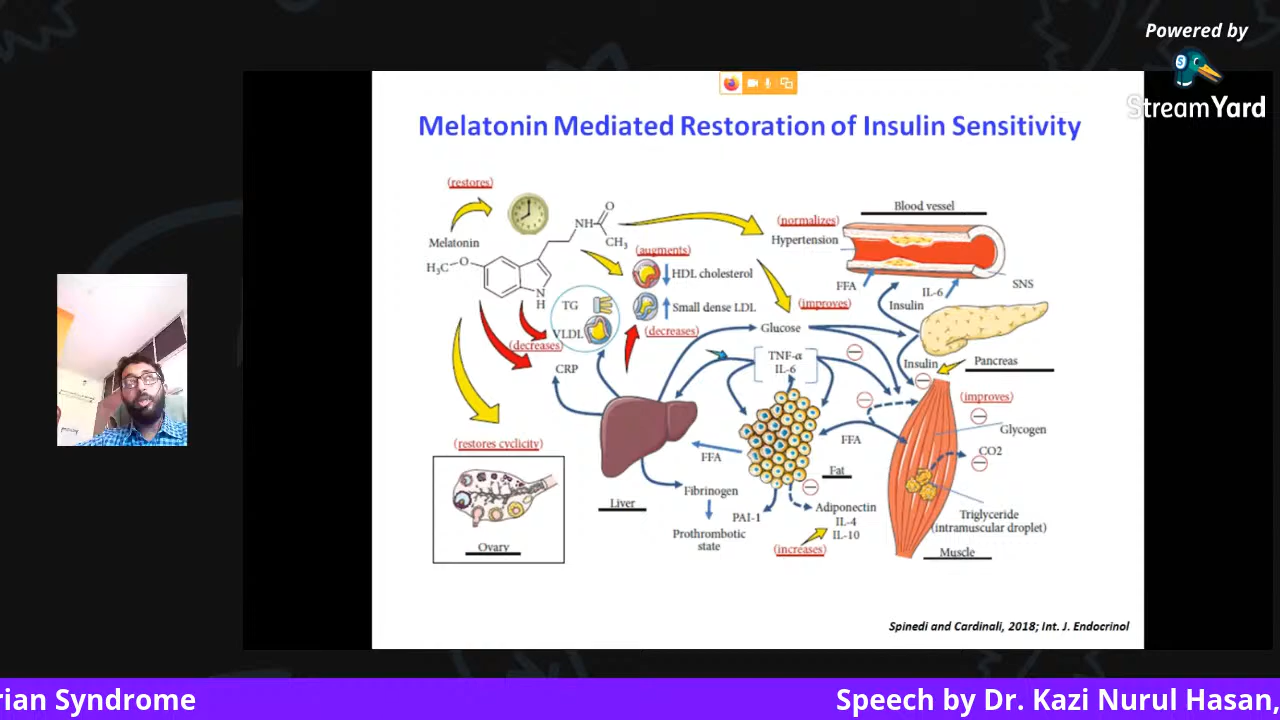 Powered by
StreamYard
Melatonin Mediated Restoration of Insulin Sensitivity
(restores)
Melatonin
H₃C
O
NH
O
CH₃
N
H
(augments)
HDL cholesterol
Small dense LDL
(decreases)
TG
VLDL
(decreases)
CRP
(normalizes)
Hypertension
Blood vessel
FFA
IL-6
SNS
Insulin
(improves)
Glucose
TNF-α
IL-6
Insulin
Pancreas
(improves)
Glycogen
CO2
FFA
FFA
Fat
(restores cyclicity)
Ovary
Liver
Fibrinogen
Prothrombotic
state
PAI-1
Adiponectin
IL-4
IL-10
(increases)
Triglyceride
(intramuscular droplet)
Muscle
Spinedi and Cardinali, 2018; Int. J. Endocrinol
rian Syndrome
Speech by Dr. Kazi Nurul Hasan,